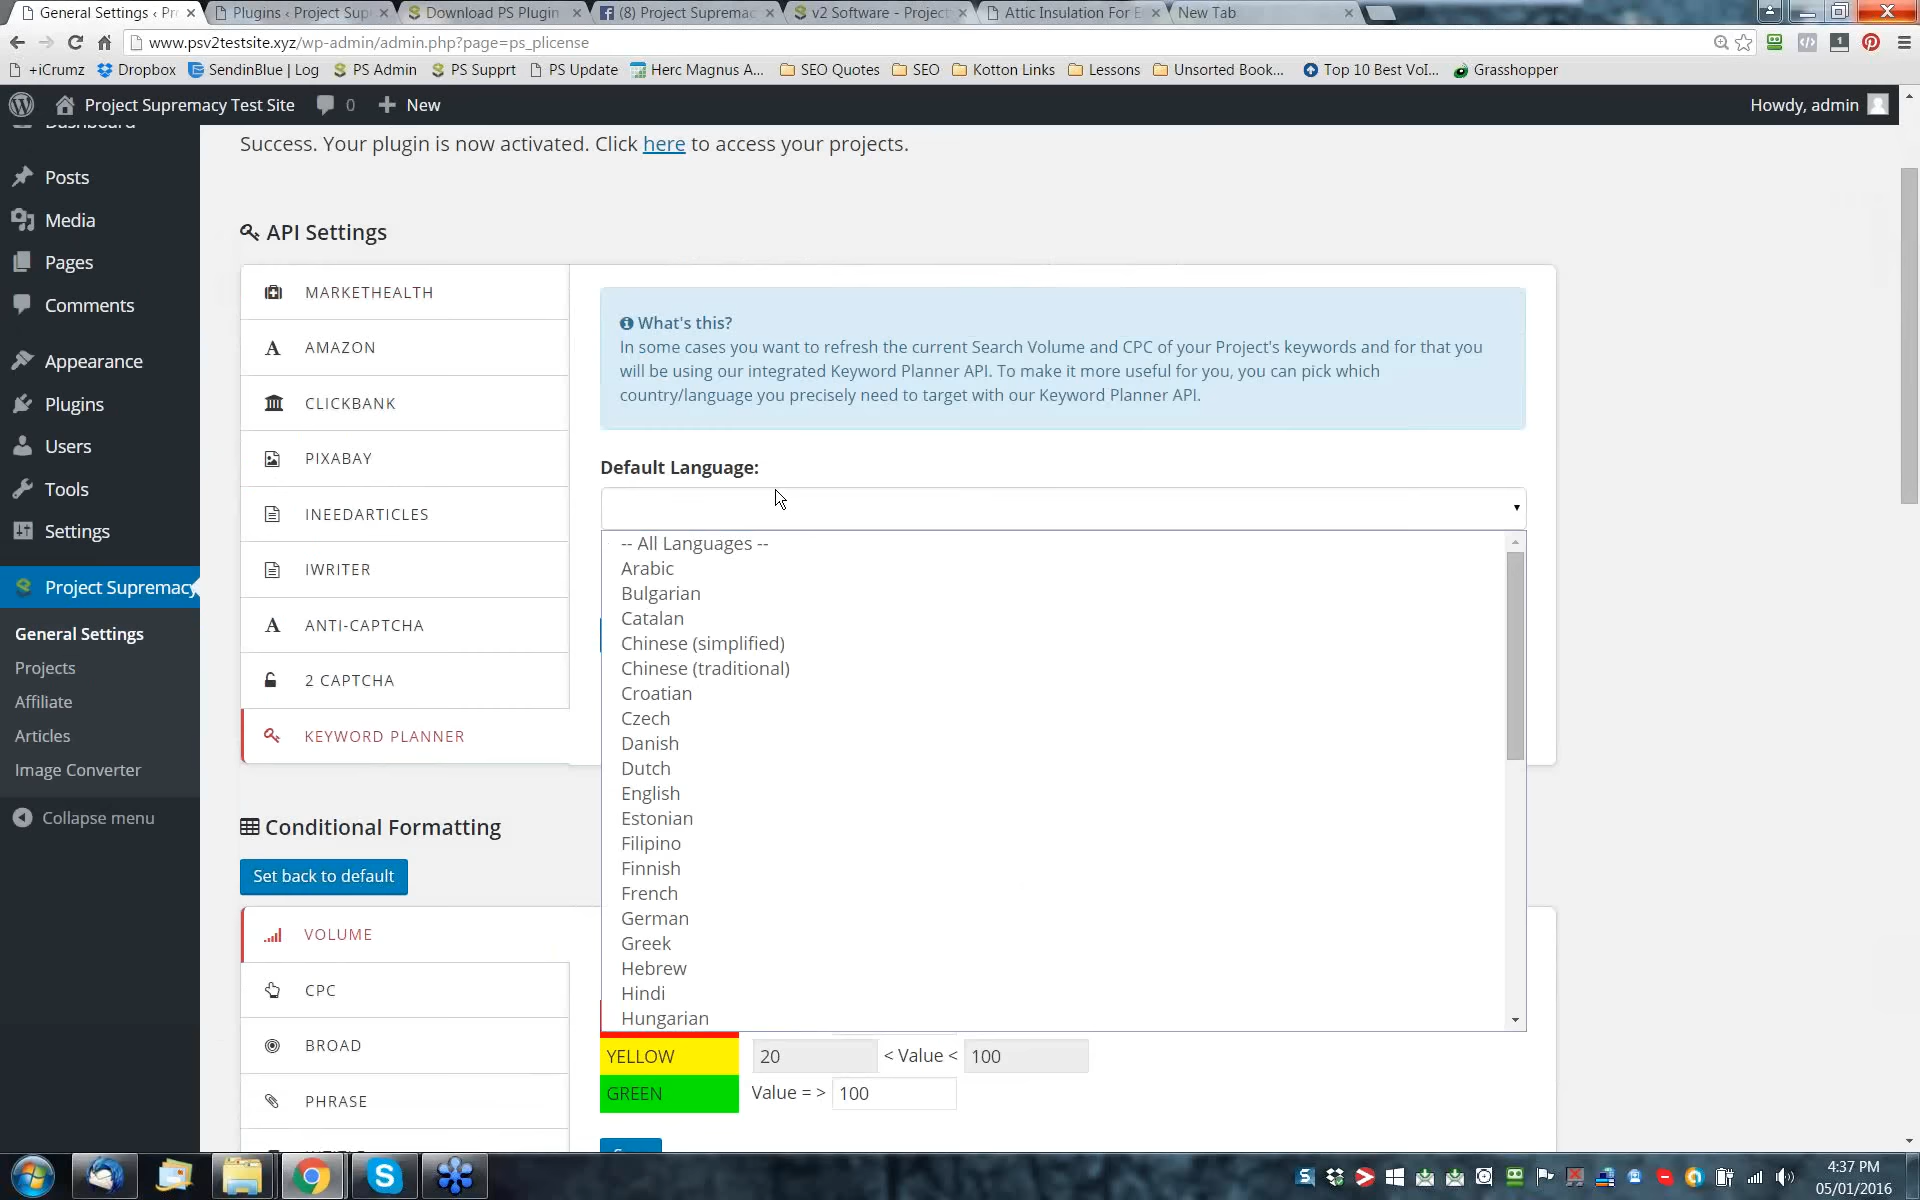 General Settings ‹ Pr
Plugins ‹ Project Sup
Download PS Plugin
(8) Project Supremac
v2 Software - Project
Attic Insulation For E
New Tab
www.psv2testsite.xyz/wp-admin/admin.php?page=ps_plicense
+iCrumz
Dropbox
SendinBlue | Log
PS Admin
PS Supprt
PS Update
Herc Magnus A...
SEO Quotes
SEO
Kotton Links
Lessons
Unsorted Book...
Top 10 Best Vol...
Grasshopper
Project Supremacy Test Site
0
New
Howdy, admin
Dashboard
Posts
Media
Pages
Comments
Appearance
Plugins
Users
Tools
Settings
Project Supremacy
General Settings
Projects
Affiliate
Articles
Image Converter
Collapse menu
Success. Your plugin is now activated. Click here to access your projects.
API Settings
MARKETHEALTH
AMAZON
CLICKBANK
PIXABAY
INEEDARTICLES
IWRITER
ANTI-CAPTCHA
2 CAPTCHA
KEYWORD PLANNER
What's this?
In some cases you want to refresh the current Search Volume and CPC of your Project's keywords and for that you
will be using our integrated Keyword Planner API. To make it more useful for you, you can pick which
country/language you precisely need to target with our Keyword Planner API.
Default Language:
-- All Languages --
Arabic
Bulgarian
Catalan
Chinese (simplified)
Chinese (traditional)
Croatian
Czech
Danish
Dutch
English
Estonian
Filipino
Finnish
French
German
Greek
Hebrew
Hindi
Hungarian
Conditional Formatting
Set back to default
VOLUME
CPC
BROAD
PHRASE
YELLOW 20 < Value < 100
GREEN Value = > 100
4:37 PM
05/01/2016